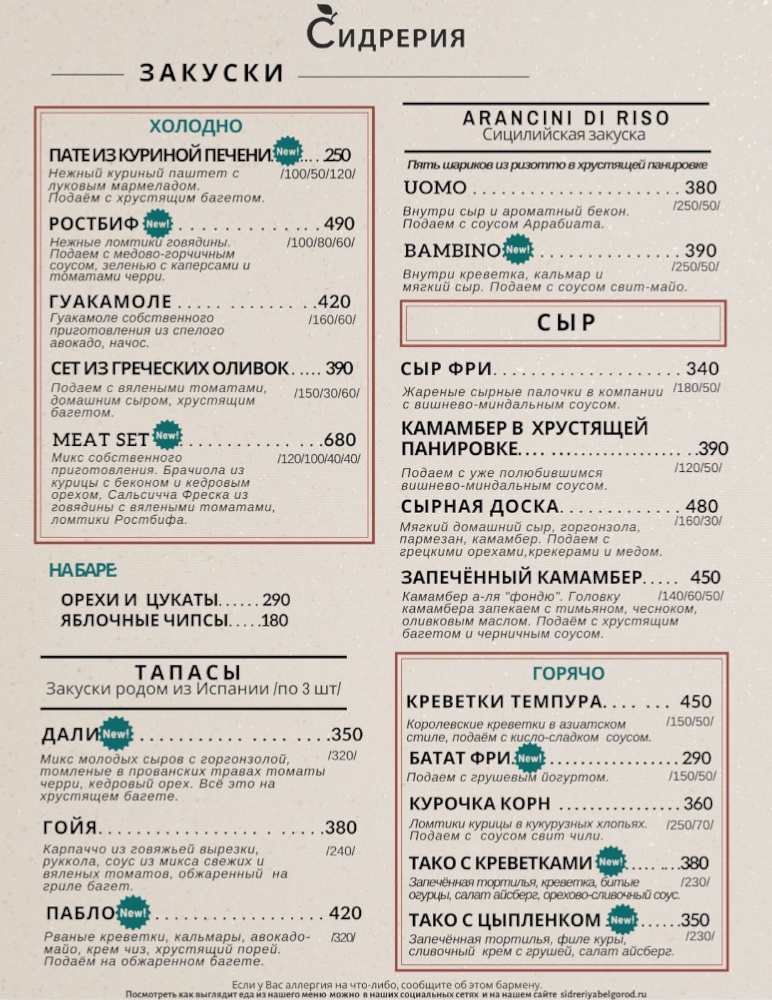 Сидрерия
ЗАКУСКИ
ХОЛОДНО
ПАТЕ ИЗ КУРИНОЙ ПЕЧЕНИ New! ... .250
Нежный куриный паштет с /100/50/120/
луковым мармеладом.
Подаём с хрустящим багетом.
РОСТБИФ New! . . . . . . . . . . . . . . 490
Нежные ломтики говядины. /100/80/60/
Подаем с медово-горчичным
соусом, зеленью с каперсами и
томатами черри.
ГУАКАМОЛЕ . . . . . . . . . . . . . .420
Гуакамоле собственного /160/60/
приготовления из спелого
авокадо, начос.
СЕТ ИЗ ГРЕЧЕСКИХ ОЛИВОК. .... 390
Подаем с вялеными томатами, /150/30/60/
домашним сыром, хрустящим
багетом.
MEAT SET New! . . . . . . . . . . . . . .680
Микс собственного /120/100/40/40/
приготовления. Брачиола из
курицы с беконом и кедровым
орехом, Сальсичча Фреска из
говядины с вялеными томатами,
ломтики Ростбифа.
НА БАРЕ
ОРЕХИ И ЦУКАТЫ. . . . . . 290
ЯБЛОЧНЫЕ ЧИПСЫ. . . . .180
ТАПАСЫ
Закуски родом из Испании /по 3 шт/
ДАЛИ New! . . . . . . . . . . . . . . . . . .350
Микс молодых сыров с горгонзолой, /320/
томленые в прованских травах томаты
черри, кедровый орех. Всё это на
хрустящем багете.
ГОЙЯ. . . . . . . . . . . . . . . . . . . . .380
Карпаччо из говяжьей вырезки, /240/
руккола, соус из микса свежих и
вяленых томатов, обжаренный на
гриле багет.
ПАБЛО New! . . . . . . . . . . . . . . . . 420
Рваные креветки, кальмары, авокадо- /320/
майо, крем чиз, хрустящий порей.
Подаём на обжаренном багете.
ARANCINI DI RISO
Сицилийская закуска
Пять шариков из ризотто в хрустящей панировке
UOMO . . . . . . . . . . . . . . . . . . . 380
Внутри сыр и ароматный бекон. /250/50/
Подаем с соусом Аррабиата.
BAMBINO New! . . . . . . . . . . . . . . 390
Внутри креветка, кальмар и /250/50/
мягкий сыр. Подаем с соусом свит-майо.
СЫР
СЫР ФРИ. . . . . . . . . . . . . . . . . 340
Жареные сырные палочки в компании /180/50/
с вишнево-миндальным соусом.
КАМАМБЕР В ХРУСТЯЩЕЙ
ПАНИРОВКЕ. ... ... . . . . . . . . . . . .390
Подаем с уже полюбившимся /120/50/
вишнево-миндальным соусом.
СЫРНАЯ ДОСКА. . . . . . . . . . . 480
Мягкий домашний сыр, горгонзола, /160/30/
пармезан, камамбер. Подаем с
грецкими орехами,крекерами и медом.
ЗАПЕЧЁННЫЙ КАМАМБЕР. . . . . 450
Камамбер а-ля "фондю". Головку /140/60/50/
камамбера запекаем с тимьяном, чесноком,
оливковым маслом. Подаём с хрустящим
багетом и черничным соусом.
ГОРЯЧО
КРЕВЕТКИ ТЕМПУРА. . . . . . . . 450
Королевские креветки в азиатском /150/50/
стиле, подаём с кисло-сладком соусом.
БАТАТ ФРИ. New! . . . . . . . . . . . . . . 290
Подаем с грушевым йогуртом. /150/50/
КУРОЧКА КОРН . . . . . . . . . . . . 360
Ломтики курицы в кукурузных хлопьях. /250/70/
Подаем с соусом свит чили.
ТАКО С КРЕВЕТКАМИ New! . . . . ....380
Запечённая тортилья, креветка, битые /230/
огурцы, салат айсберг, орехово-сливочный соус.
ТАКО С ЦЫПЛЕНКОМ New! . . . . . .350
Запечённая тортилья, филе куры, /230/
сливочный крем с грушей, салат айсберг.
Если у Вас аллергия на что-либо, сообщите об этом бармену.
Посмотреть как выглядит еда из нашего меню можно в наших социальных сетях и на нашем сайте sidreriyabelgorod.ru